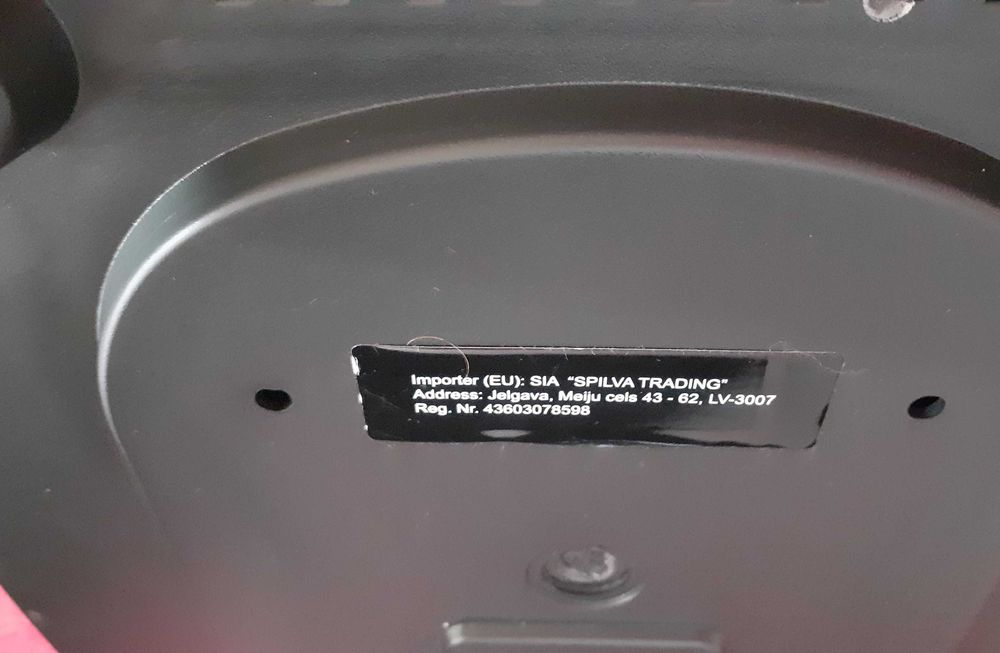 Importer (EU): SIA "SPILVA TRADING"
Address: Jelgava, Meiju cels 43 - 62, LV-3007
Reg. Nr. 43603078598